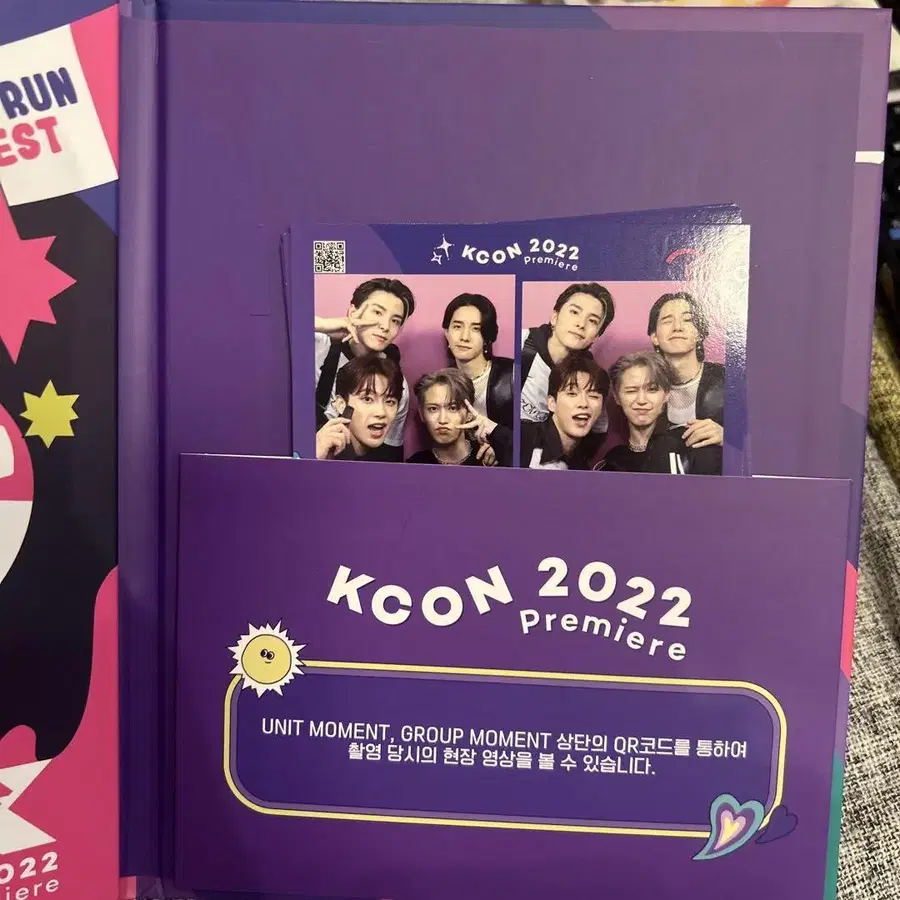 RUN
EST
KCON 2022
Premiere
KCON 2022
Premiere
UNIT MOMENT, GROUP MOMENT 상단의 QR코드를 통하여
촬영 당시의 현장 영상을 볼 수 있습니다.
2022
iere